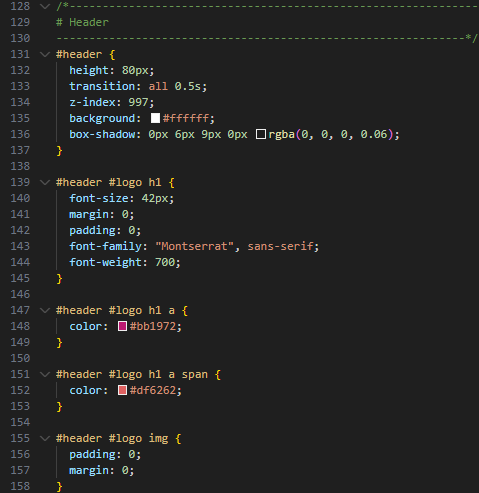 128 /*---------------------------------------------------------------
129 # Header
130 --------------------------------------------------------------*/
131 #header {
132 height: 80px;
133 transition: all 0.5s;
134 z-index: 997;
135 background: #ffffff;
136 box-shadow: 0px 6px 9px 0px rgba(0, 0, 0, 0.06);
137 }
138
139 #header #logo h1 {
140 font-size: 42px;
141 margin: 0;
142 padding: 0;
143 font-family: "Montserrat", sans-serif;
144 font-weight: 700;
145 }
146
147 #header #logo h1 a {
148 color: #bb1972;
149 }
150
151 #header #logo h1 a span {
152 color: #df6262;
153 }
154
155 #header #logo img {
156 padding: 0;
157 margin: 0;
158 }